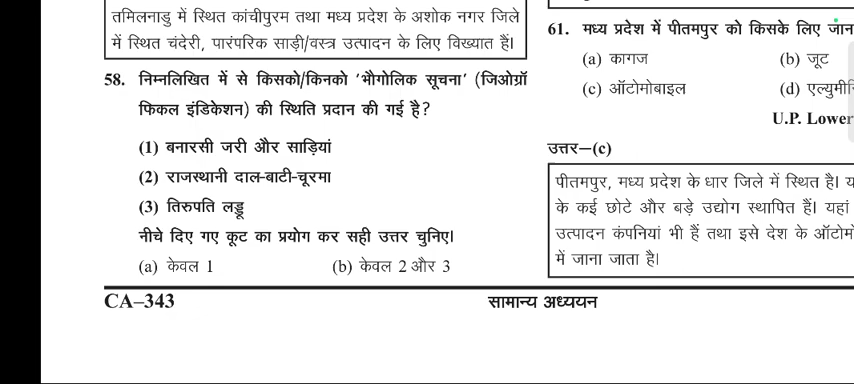 तमिलनाडु में स्थित कांचीपुरम तथा मध्य प्रदेश के अशोक नगर जिले
में स्थित चंदेरी, पारंपरिक साड़ी/वस्त्र उत्पादन के लिए विख्यात हैं।
58. निम्नलिखित में से किसको/किनको 'भौगोलिक सूचना' (जिओग्रॉ
फिकल इंडिकेशन) की स्थिति प्रदान की गई है?
(1) बनारसी जरी और साड़ियां
(2) राजस्थानी दाल-बाटी-चूरमा
(3) तिरुपति लड्डू
नीचे दिए गए कूट का प्रयोग कर सही उत्तर चुनिए।
(a) केवल 1 (b) केवल 2 और 3
61. मध्य प्रदेश में पीतमपुर को किसके लिए जान
(a) कागज (b) जूट
(c) ऑटोमोबाइल (d) एल्युमी
U.P. Lower
उत्तर—(c)
पीतमपुर, मध्य प्रदेश के धार जिले में स्थित है। य
के कई छोटे और बड़े उद्योग स्थापित हैं। यहां
उत्पादन कंपनियां भी हैं तथा इसे देश के ऑटोम
में जाना जाता है।
CA–343 सामान्य अध्ययन